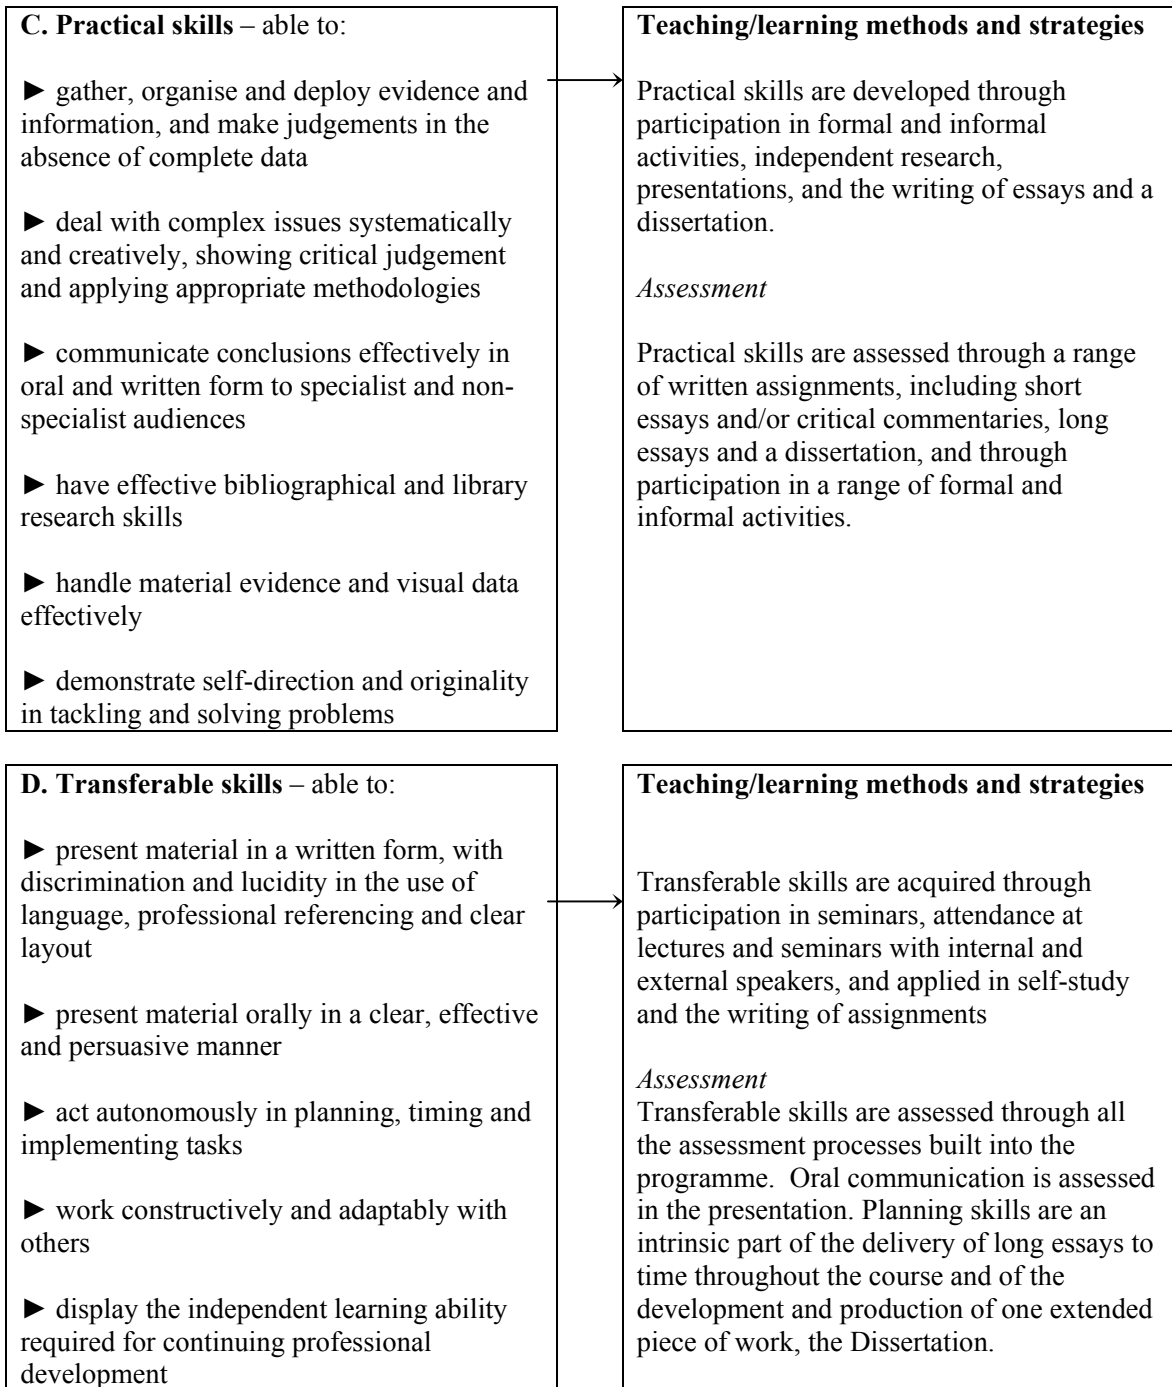 C. Practical skills – able to:
► gather, organise and deploy evidence and
information, and make judgements in the
absence of complete data
► deal with complex issues systematically
and creatively, showing critical judgement
and applying appropriate methodologies
► communicate conclusions effectively in
oral and written form to specialist and non-
specialist audiences
► have effective bibliographical and library
research skills
► handle material evidence and visual data
effectively
► demonstrate self-direction and originality
in tackling and solving problems
Teaching/learning methods and strategies
Practical skills are developed through
participation in formal and informal
activities, independent research,
presentations, and the writing of essays and a
dissertation.
Assessment
Practical skills are assessed through a range
of written assignments, including short
essays and/or critical commentaries, long
essays and a dissertation, and through
participation in a range of formal and
informal activities.
D. Transferable skills – able to:
► present material in a written form, with
discrimination and lucidity in the use of
language, professional referencing and clear
layout
► present material orally in a clear, effective
and persuasive manner
► act autonomously in planning, timing and
implementing tasks
► work constructively and adaptably with
others
► display the independent learning ability
required for continuing professional
development
Teaching/learning methods and strategies
Transferable skills are acquired through
participation in seminars, attendance at
lectures and seminars with internal and
external speakers, and applied in self-study
and the writing of assignments
Assessment
Transferable skills are assessed through all
the assessment processes built into the
programme.  Oral communication is assessed
in the presentation. Planning skills are an
intrinsic part of the delivery of long essays to
time throughout the course and of the
development and production of one extended
piece of work, the Dissertation.